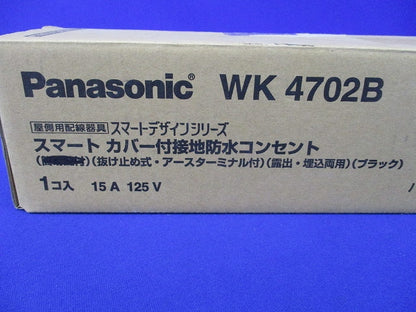 Panasonic® WK 4702B
屋側用配線器具 スマートデザインシリーズ
スマート カバー付接地防水コンセント
(抜け止め式・アースターミナル付)(露出・埋込両用)(ブラック)
1コ入 15A 125V